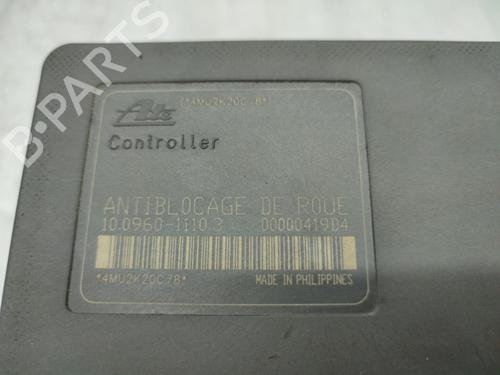 *4MU2K20C78*
Ate
Controller
ANTIBLOCAGE DE ROUE
10.0960-1110.3 00000419D4
*4MU2K20C78*
MADE IN PHILIPPINES
B-Parts